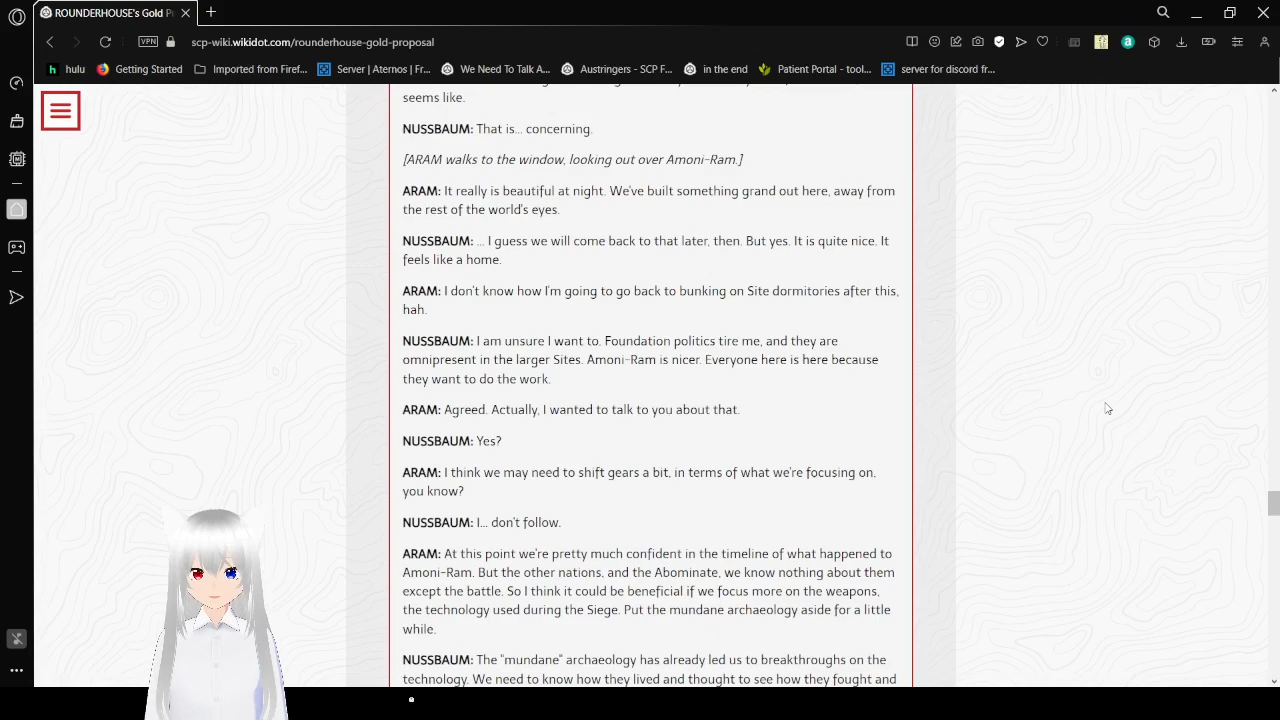 ROUNDERHOUSE's Gold P
VPN
scp-wiki.wikidot.com/rounderhouse-gold-proposal
hulu
Getting Started
Imported from Firef...
Server | Aternos | Fr...
We Need To Talk A...
Austringers - SCP F...
in the end
Patient Portal - tool...
server for discord fr...
seems like.
NUSSBAUM: That is... concerning.
[ARAM walks to the window, looking out over Amoni-Ram.]
ARAM: It really is beautiful at night. We've built something grand out here, away from
the rest of the world's eyes.
NUSSBAUM: ... I guess we will come back to that later, then. But yes. It is quite nice. It
feels like a home.
ARAM: I don't know how I'm going to go back to bunking on Site dormitories after this,
hah.
NUSSBAUM: I am unsure I want to. Foundation politics tire me, and they are
omnipresent in the larger Sites. Amoni-Ram is nicer. Everyone here is here because
they want to do the work.
ARAM: Agreed. Actually, I wanted to talk to you about that.
NUSSBAUM: Yes?
ARAM: I think we may need to shift gears a bit, in terms of what we're focusing on,
you know?
NUSSBAUM: I... don't follow.
ARAM: At this point we're pretty much confident in the timeline of what happened to
Amoni-Ram. But the other nations, and the Abominate, we know nothing about them
except the battle. So I think it could be beneficial if we focus more on the weapons,
the technology used during the Siege. Put the mundane archaeology aside for a little
while.
NUSSBAUM: The "mundane" archaeology has already led us to breakthroughs on the
technology. We need to know how they lived and thought to see how they fought and